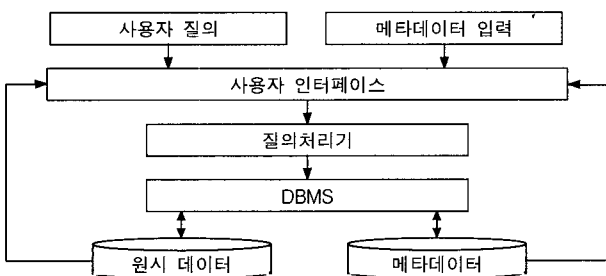 사용자 질의
메타데이터 입력
사용자 인터페이스
질의처리기
DBMS
원시 데이터
메타데이터